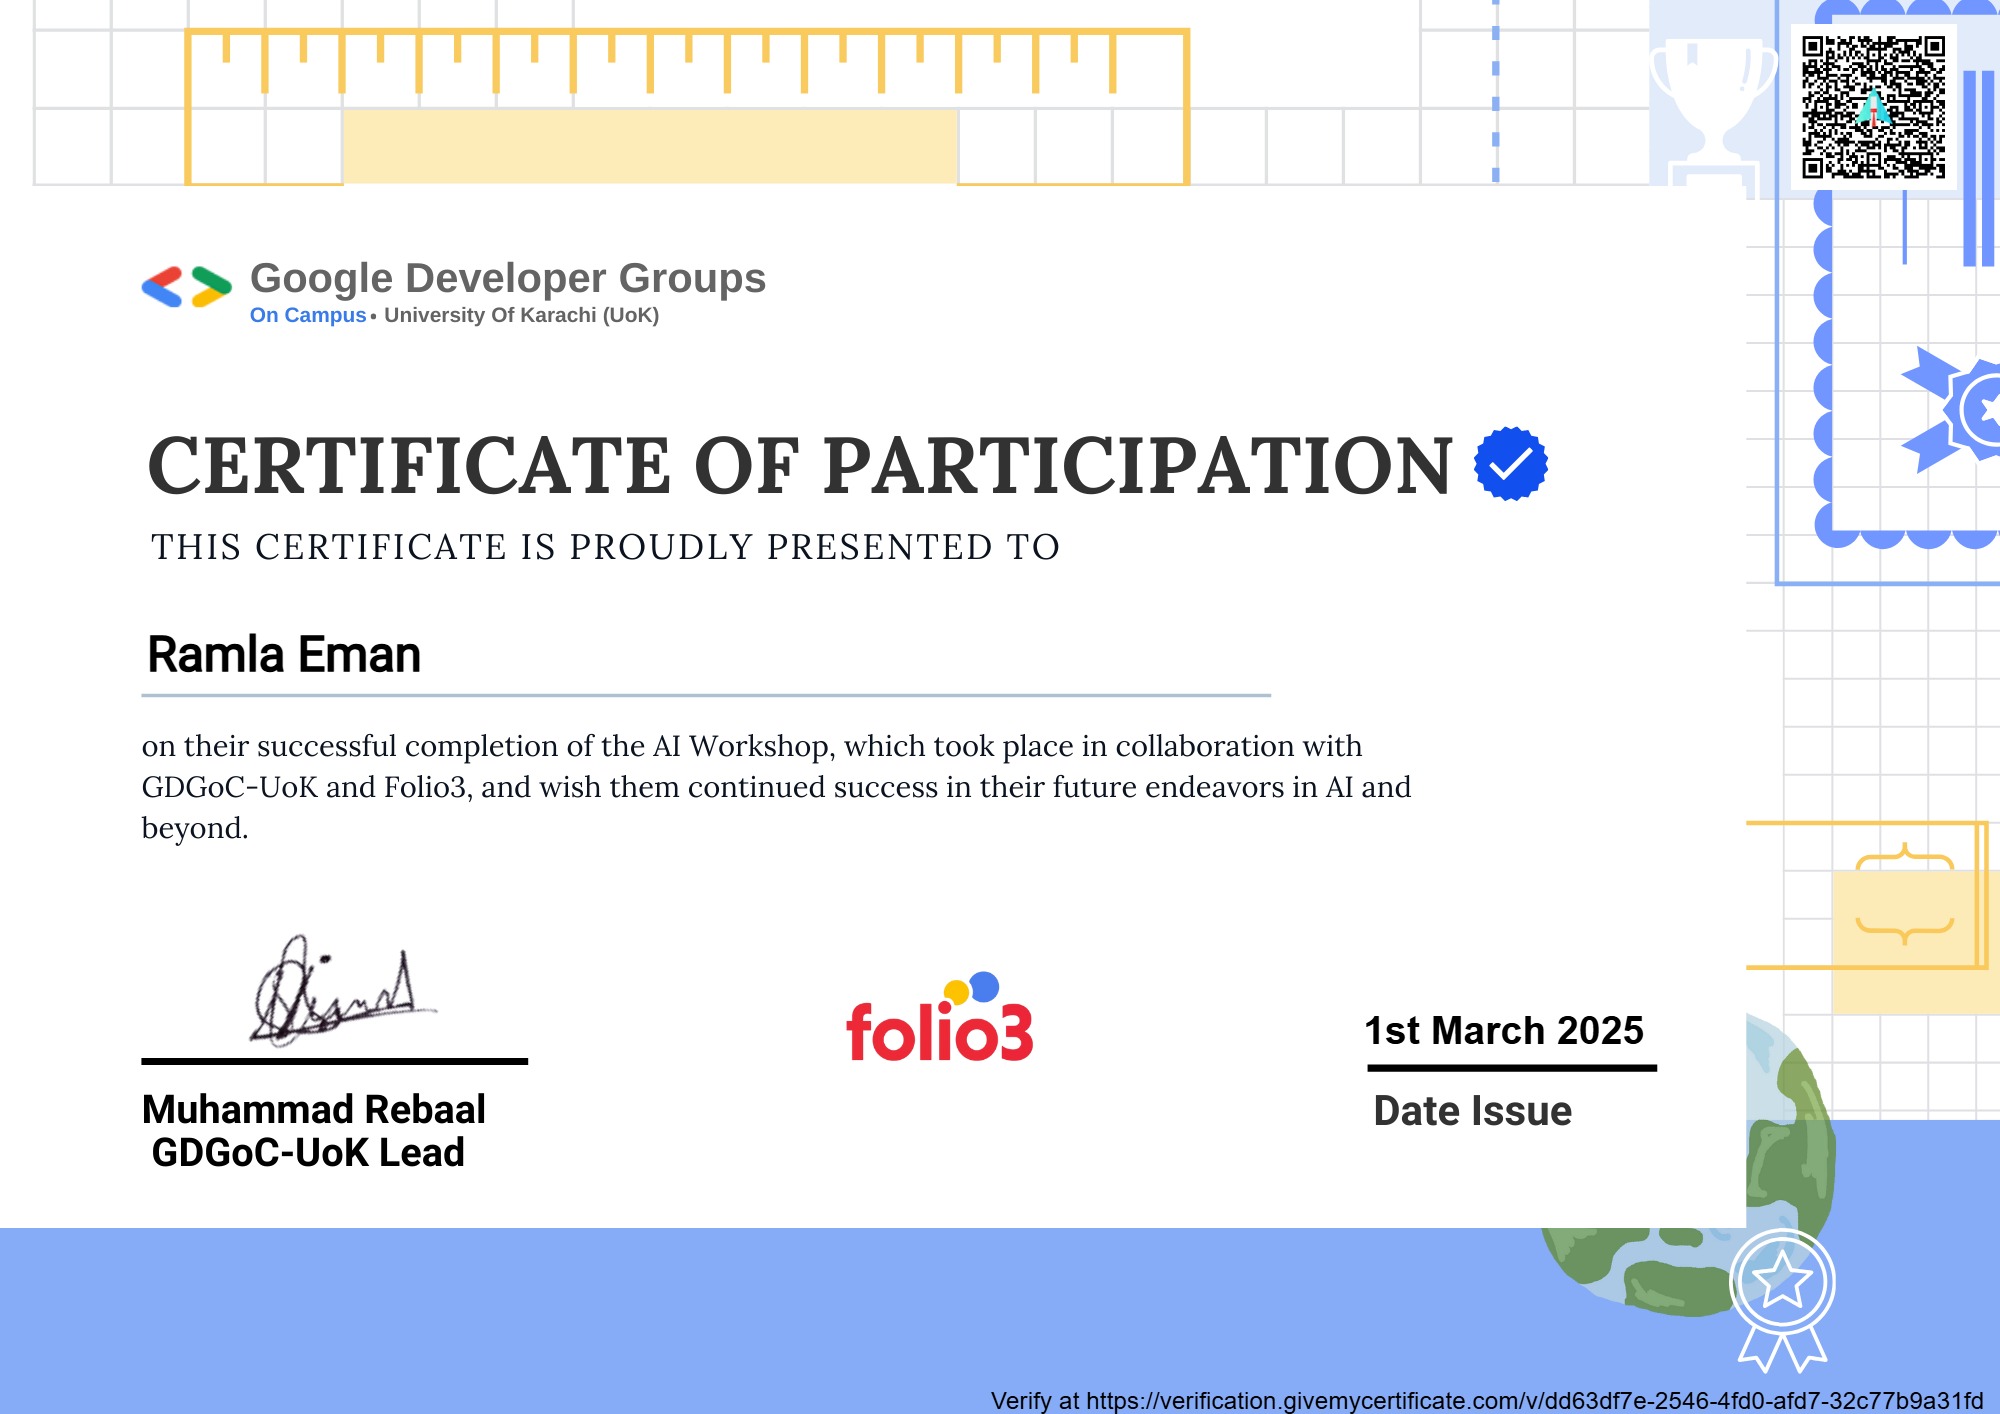 Google Developer Groups
On Campus • University Of Karachi (UoK)
CERTIFICATE OF PARTICIPATION
THIS CERTIFICATE IS PROUDLY PRESENTED TO
Ramla Eman
on their successful completion of the AI Workshop, which took place in collaboration with
GDGoC-UoK and Folio3, and wish them continued success in their future endeavors in AI and
beyond.
folio3
1st March 2025
Muhammad Rebaal
GDGoC-UoK Lead
Date Issue
Verify at https://verification.givemycertificate.com/v/dd63df7e-2546-4fd0-afd7-32c77b9a31fd